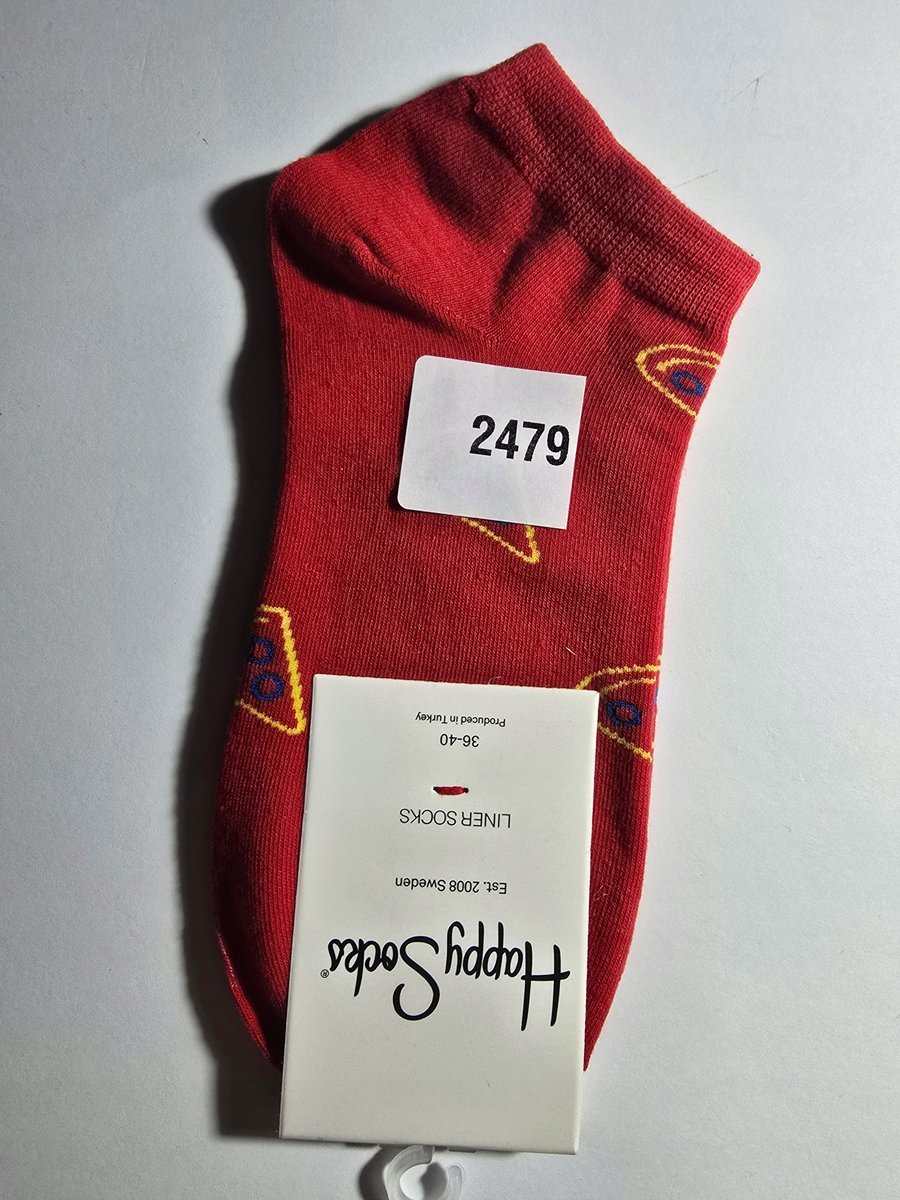 2479
Happy Socks®
Est. 2008 Sweden
LINER SOCKS
36-40
Produced in Turkey